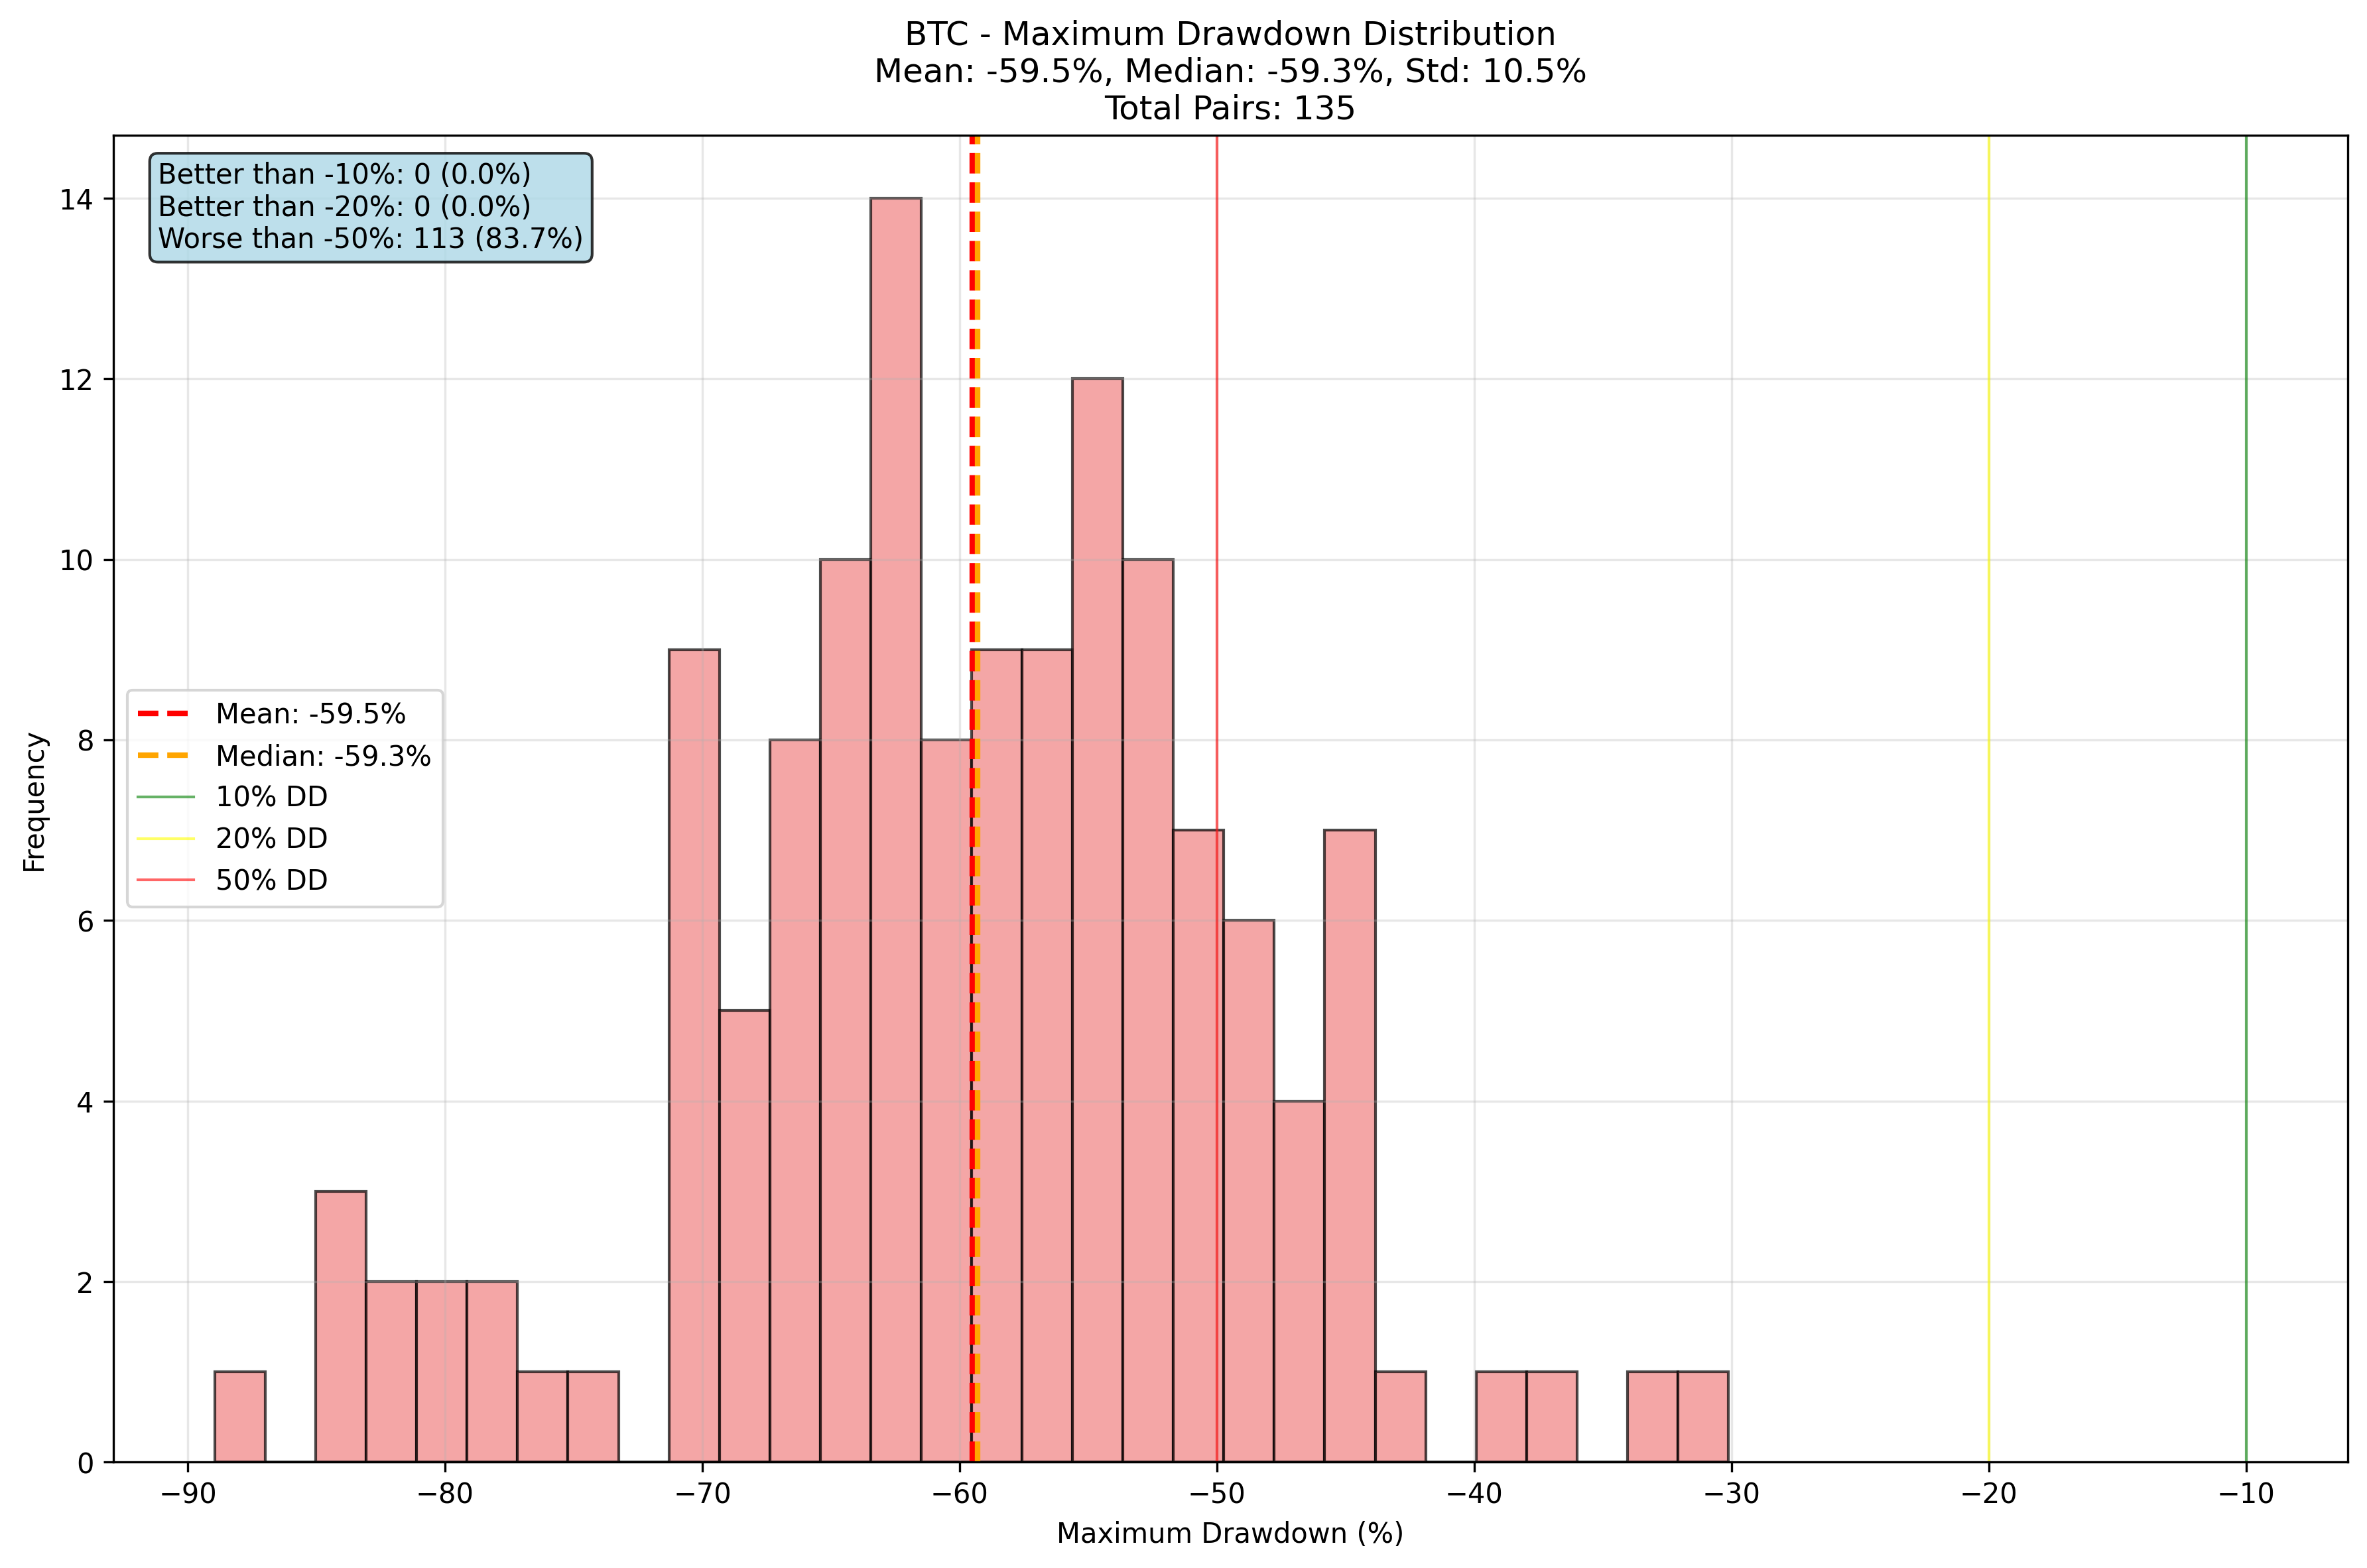 BTC - Maximum Drawdown Distribution
Mean: -59.5%, Median: -59.3%, Std: 10.5%
Total Pairs: 135
Better than -10%: 0 (0.0%)
Better than -20%: 0 (0.0%)
Worse than -50%: 113 (83.7%)
14
12
10
8
6
4
2
0
Frequency
Mean: -59.5%
Median: -59.3%
10% DD
20% DD
50% DD
−90 −80 −70 −60 −50 −40 −30 −20 −10
Maximum Drawdown (%)